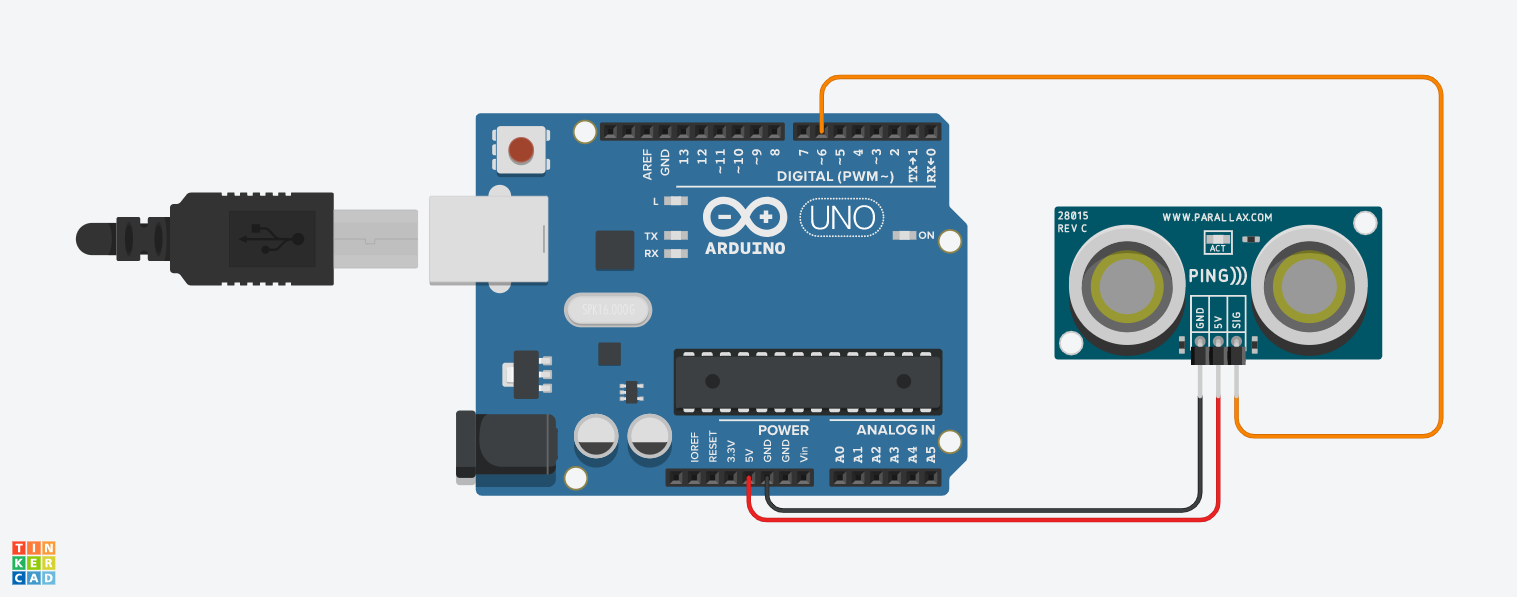 AREF
GND
13
12
~11
~10
~9
8
7
~6
~5
4
~3
2
TX→1
RX←0
DIGITAL (PWM~)
L
TX
RX
ARDUINO
UNO
ON
SPK16.000G
POWER
ANALOG IN
IOREF
RESET
3.3V
5V
GND
GND
Vin
A0
A1
A2
A3
A4
A5
28015
REV C
WWW.PARALLAX.COM
ACT
PING)))
GND
5V
SIG
TIN
KER
CAD